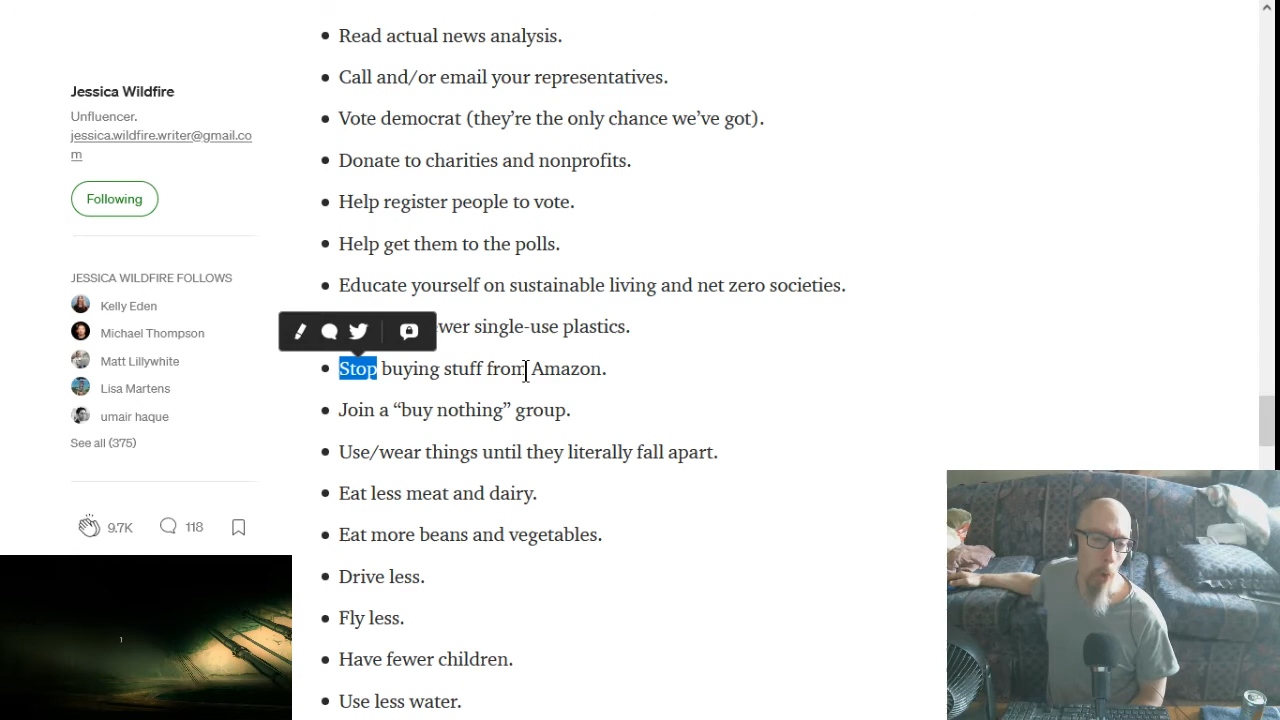 Jessica Wildfire
Unfluencer.
jessica.wildfire.writer@gmail.co
m
Following
JESSICA WILDFIRE FOLLOWS
Kelly Eden
Michael Thompson
Matt Lillywhite
Lisa Martens
umair haque
See all (375)
9.7K
118
Read actual news analysis.
Call and/or email your representatives.
Vote democrat (they’re the only chance we’ve got).
Donate to charities and nonprofits.
Help register people to vote.
Help get them to the polls.
Educate yourself on sustainable living and net zero societies.
single-use plastics.
Stop buying stuff from Amazon.
Join a “buy nothing” group.
Use/wear things until they literally fall apart.
Eat less meat and dairy.
Eat more beans and vegetables.
Drive less.
Fly less.
Have fewer children.
Use less water.
1